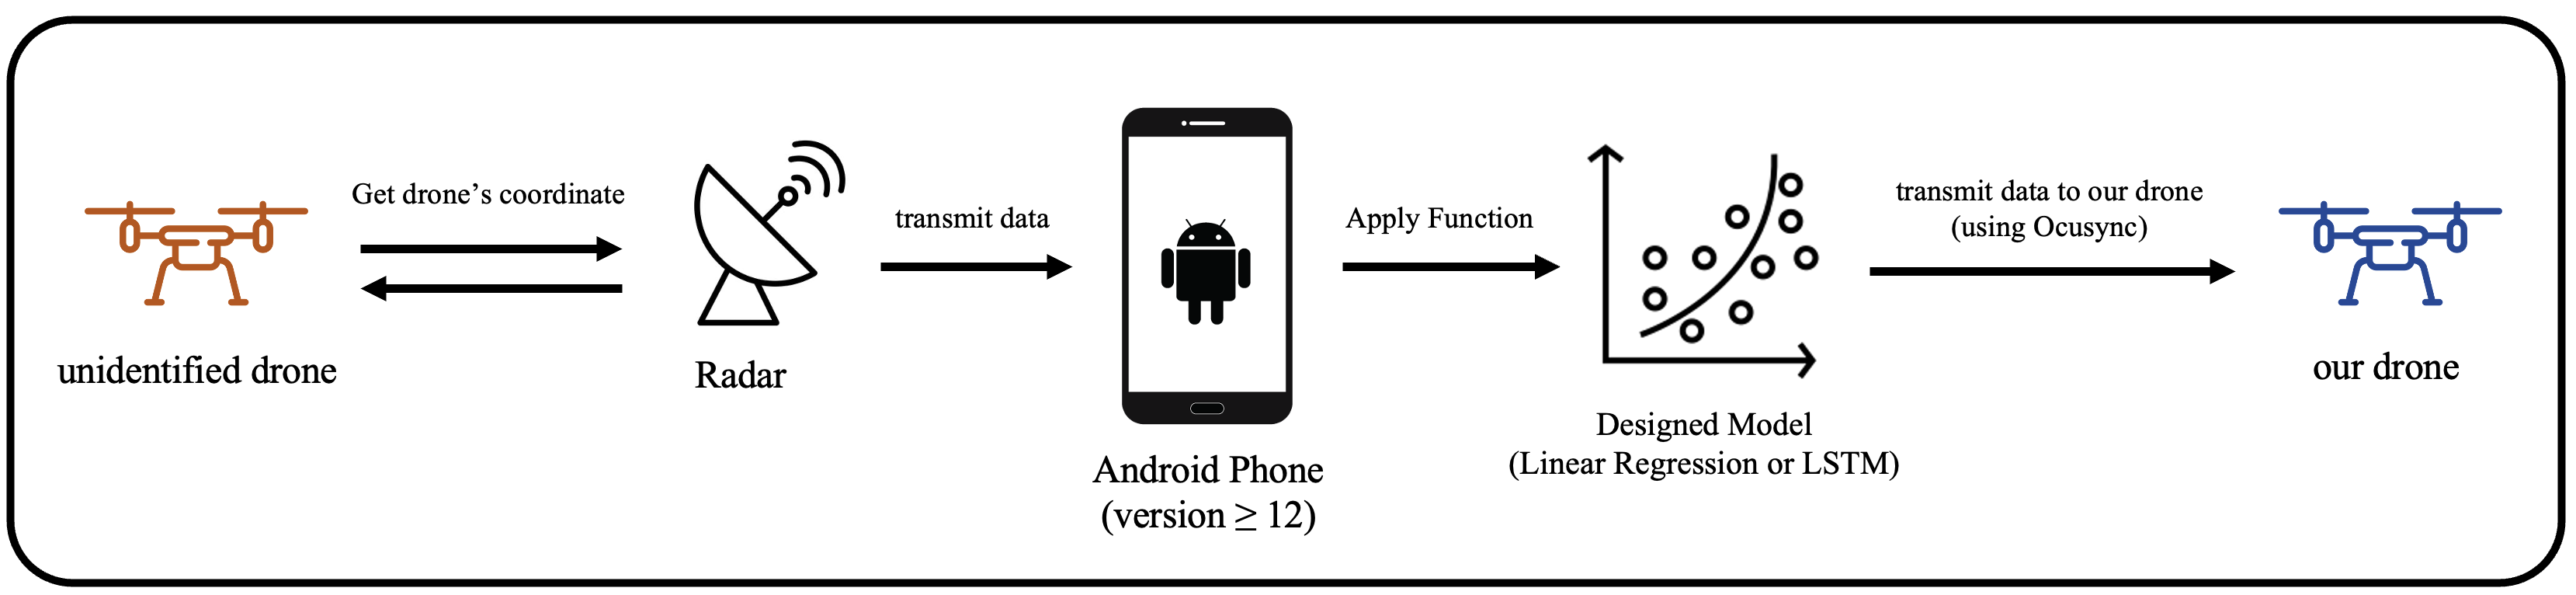 Get drone's coordinate
unidentified drone
Radar
transmit data
Android Phone
(version ≥ 12)
Apply Function
Designed Model
(Linear Regression or LSTM)
transmit data to our drone
(using Ocusync)
our drone